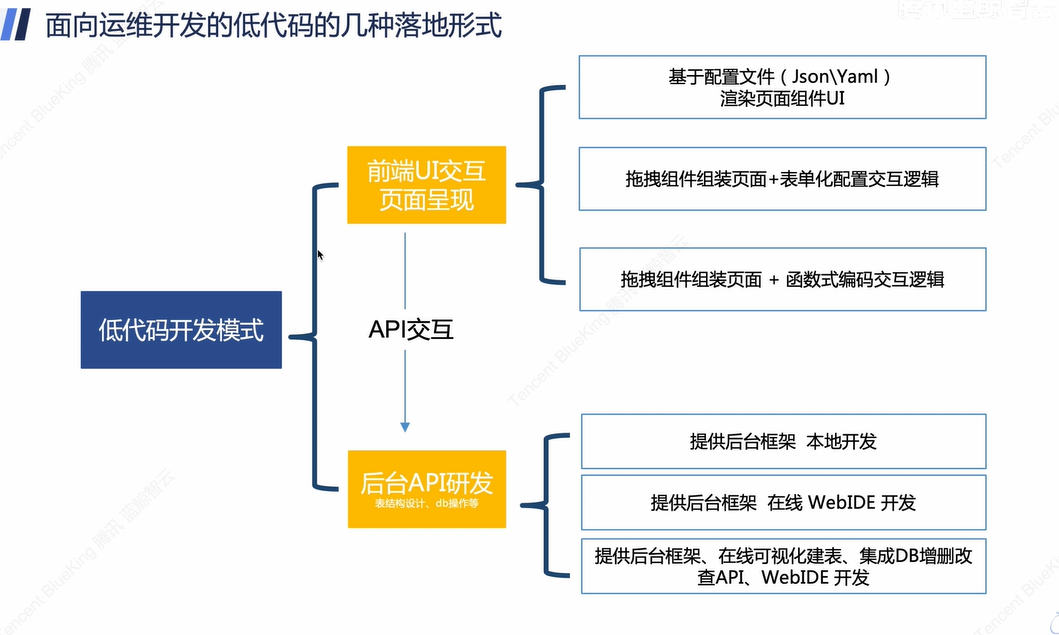 面向运维开发的低代码的几种落地形式
基于配置文件（Json\Yaml）
渲染页面组件UI
前端UI交互
页面呈现
拖拽组件组装页面+表单化配置交互逻辑
拖拽组件组装页面 + 函数式编码交互逻辑
低代码开发模式
API交互
提供后台框架 本地开发
后台API研发
表结构设计、db操作等
提供后台框架 在线 WebIDE 开发
提供后台框架、在线可视化建表、集成DB增删改
查API、WebIDE 开发
Tencent BlueKing 腾讯 蓝鲸智云
Tencent BlueKing 腾讯 蓝鲸智云